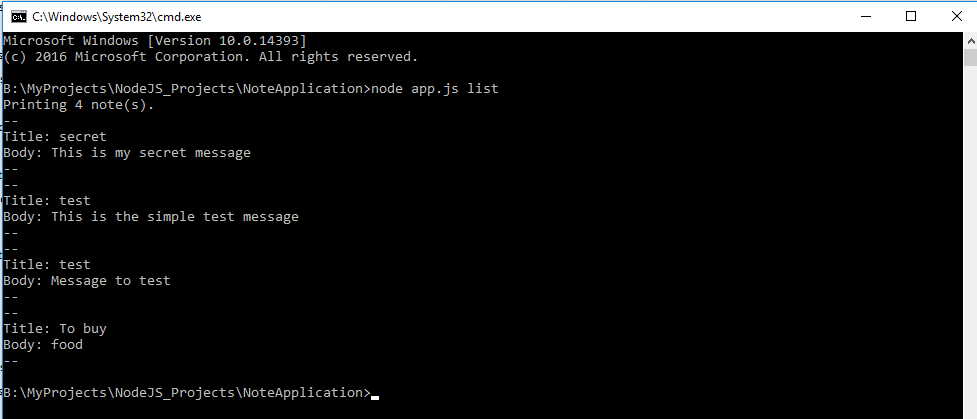 C:\Windows\System32\cmd.exe
Microsoft Windows [Version 10.0.14393]
(c) 2016 Microsoft Corporation. All rights reserved.
B:\MyProjects\NodeJS_Projects\NoteApplication>node app.js list
Printing 4 note(s).
--
Title: secret
Body: This is my secret message
--
--
Title: test
Body: This is the simple test message
--
--
Title: test
Body: Message to test
--
--
Title: To buy
Body: food
--
B:\MyProjects\NodeJS_Projects\NoteApplication>